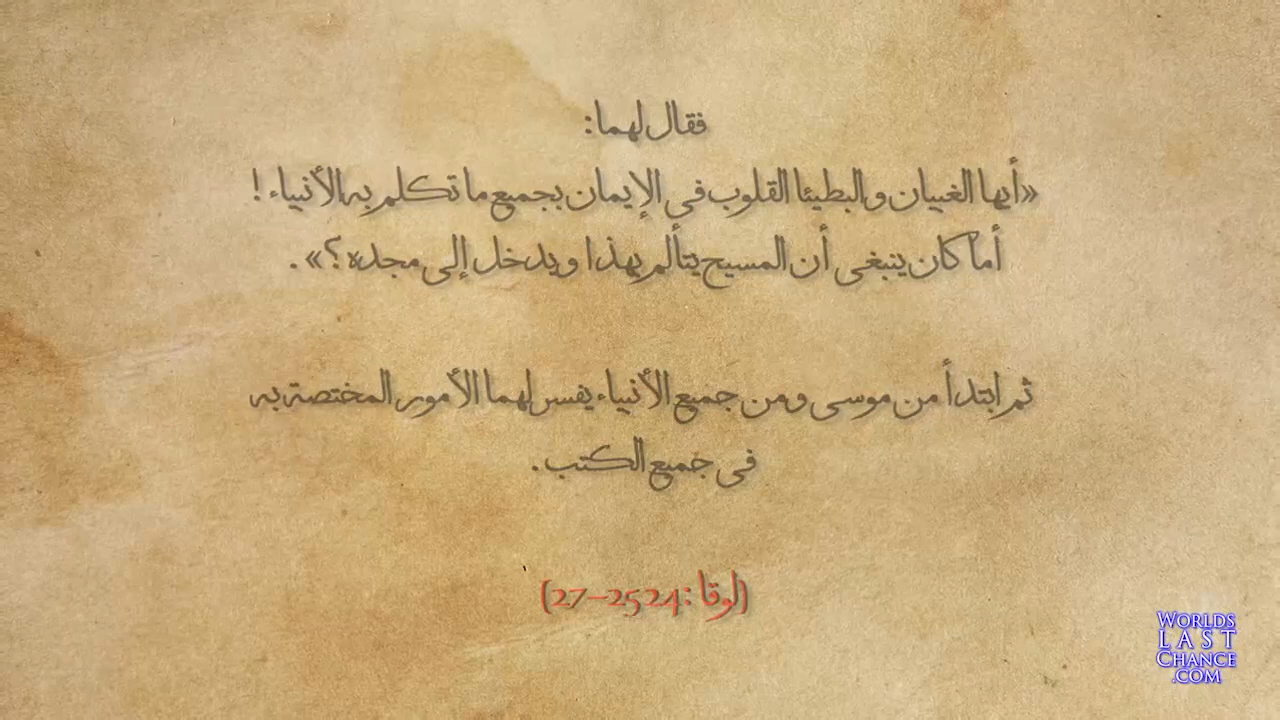 فقال لهما:
«أيها الغبيان والبطيئا القلوب في الإيمان بجميع ما تكلم به الأنبياء !
أما كان ينبغي أن المسيح يتألم بهذا ويدخل إلى مجده ؟» .
ثم ابتدأ من موسى ومن جميع الأنبياء يفسر لهما الأمور المختصة به
في جميع الكتب .
(لوقا :2524–27)
WORLDS
LAST
CHANCE
.COM